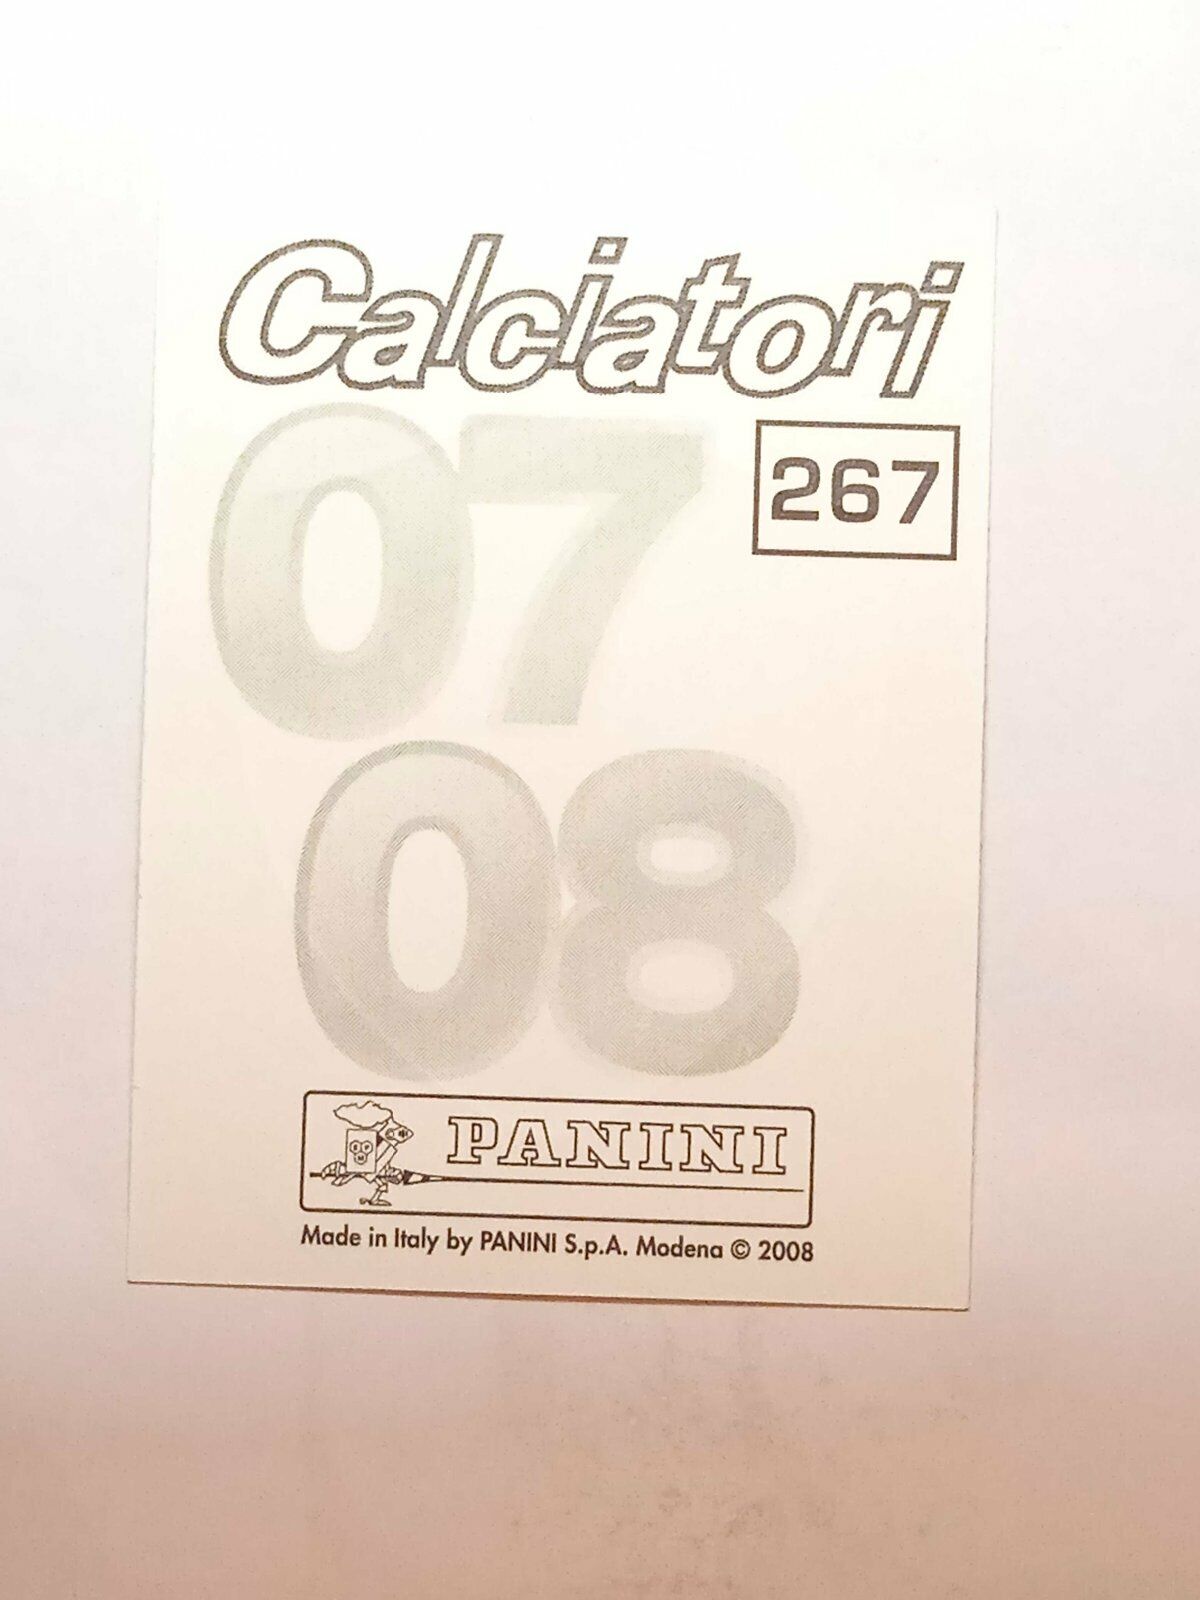 Calciatori
07
267
08
PANINI
Made in Italy by PANINI S.p.A. Modena © 2008